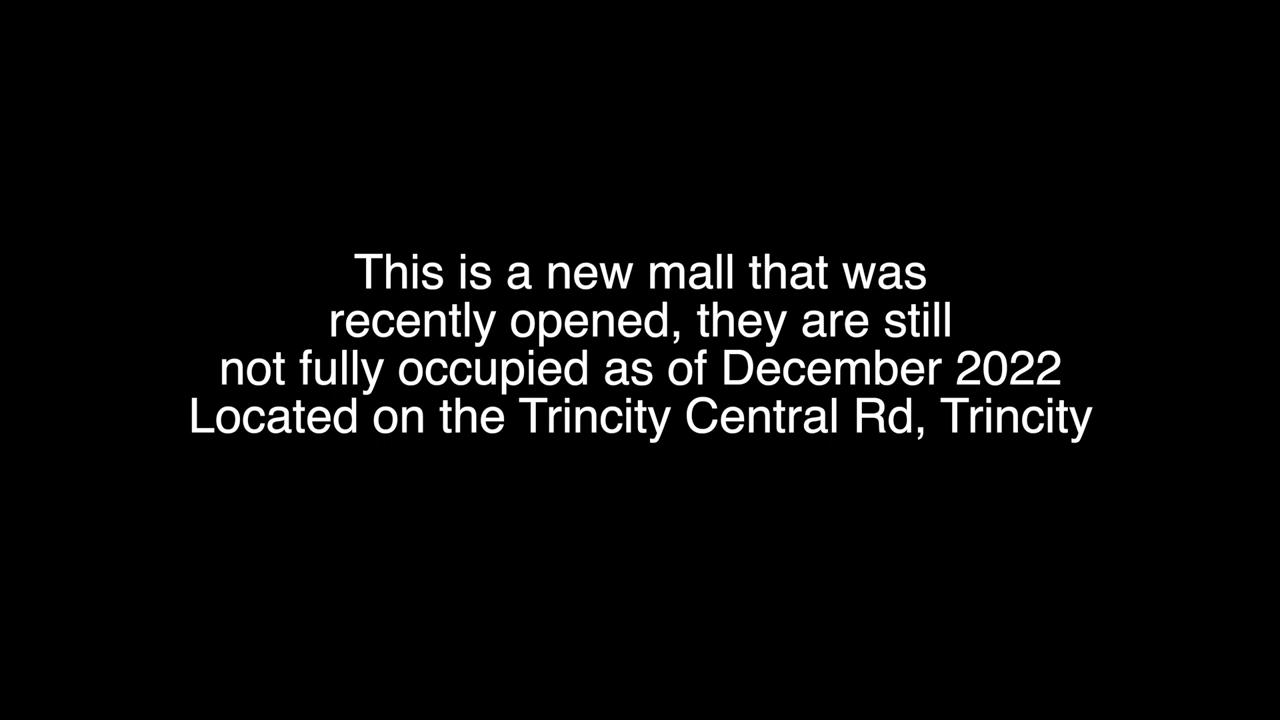 This is a new mall that was
recently opened, they are still
not fully occupied as of December 2022
Located on the Trincity Central Rd, Trincity